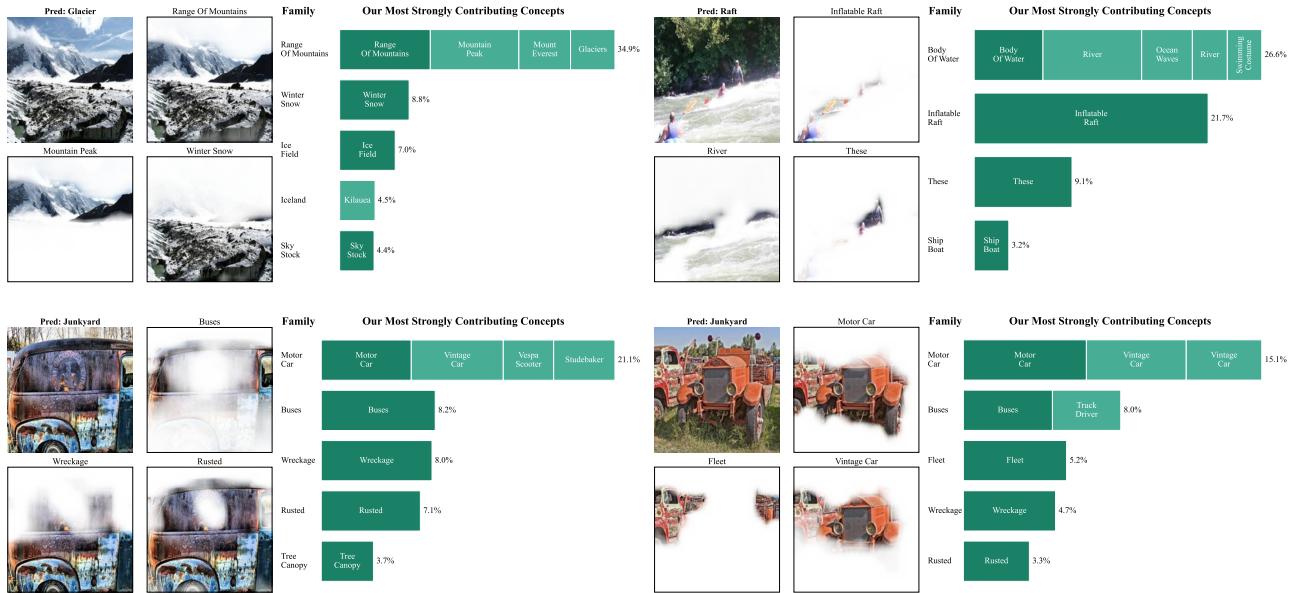 Pred: Glacier
Range Of Mountains
Mountain Peak
Winter Snow
Family
Our Most Strongly Contributing Concepts
Range
Of Mountains
Range
Of Mountains
Mountain
Peak
Mount
Everest
Glaciers
34.9%
Winter
Snow
Winter
Snow
8.8%
Ice
Field
Ice
Field
7.0%
Iceland
Kilauea
4.5%
Sky
Stock
Sky
Stock
4.4%
Pred: Raft
Inflatable Raft
River
These
Family
Our Most Strongly Contributing Concepts
Body
Of Water
Body
Of Water
River
Ocean
Waves
River
Swimming
Costume
26.6%
Inflatable
Raft
Inflatable
Raft
21.7%
These
These
9.1%
Ship
Boat
Ship
Boat
3.2%
Pred: Junkyard
Buses
Wreckage
Rusted
Family
Our Most Strongly Contributing Concepts
Motor
Car
Motor
Car
Vintage
Car
Vespa
Scooter
Studebaker
21.1%
Buses
Buses
8.2%
Wreckage
Wreckage
8.0%
Rusted
Rusted
7.1%
Tree
Canopy
Tree
Canopy
3.7%
Pred: Junkyard
Motor Car
Fleet
Vintage Car
Family
Our Most Strongly Contributing Concepts
Motor
Car
Motor
Car
Vintage
Car
Vintage
Car
15.1%
Buses
Buses
Truck
Driver
8.0%
Fleet
Fleet
5.2%
Wreckage
Wreckage
4.7%
Rusted
Rusted
3.3%